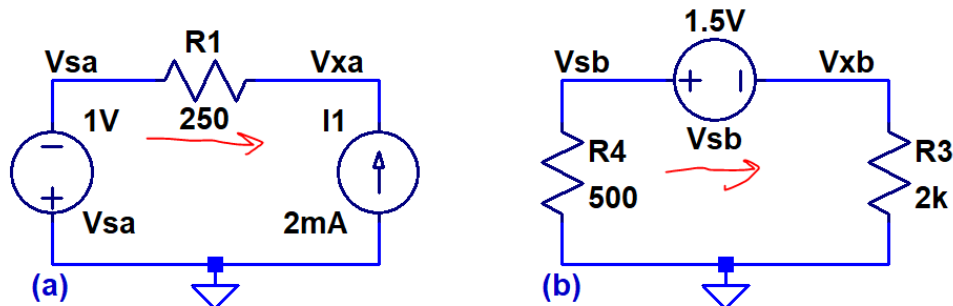 Vsa
R1
250
Vxa
1V
−
+
Vsa
I1
2mA
(a)
1.5V
Vsb
+ −
Vsb
Vxb
R4
500
R3
2k
(b)